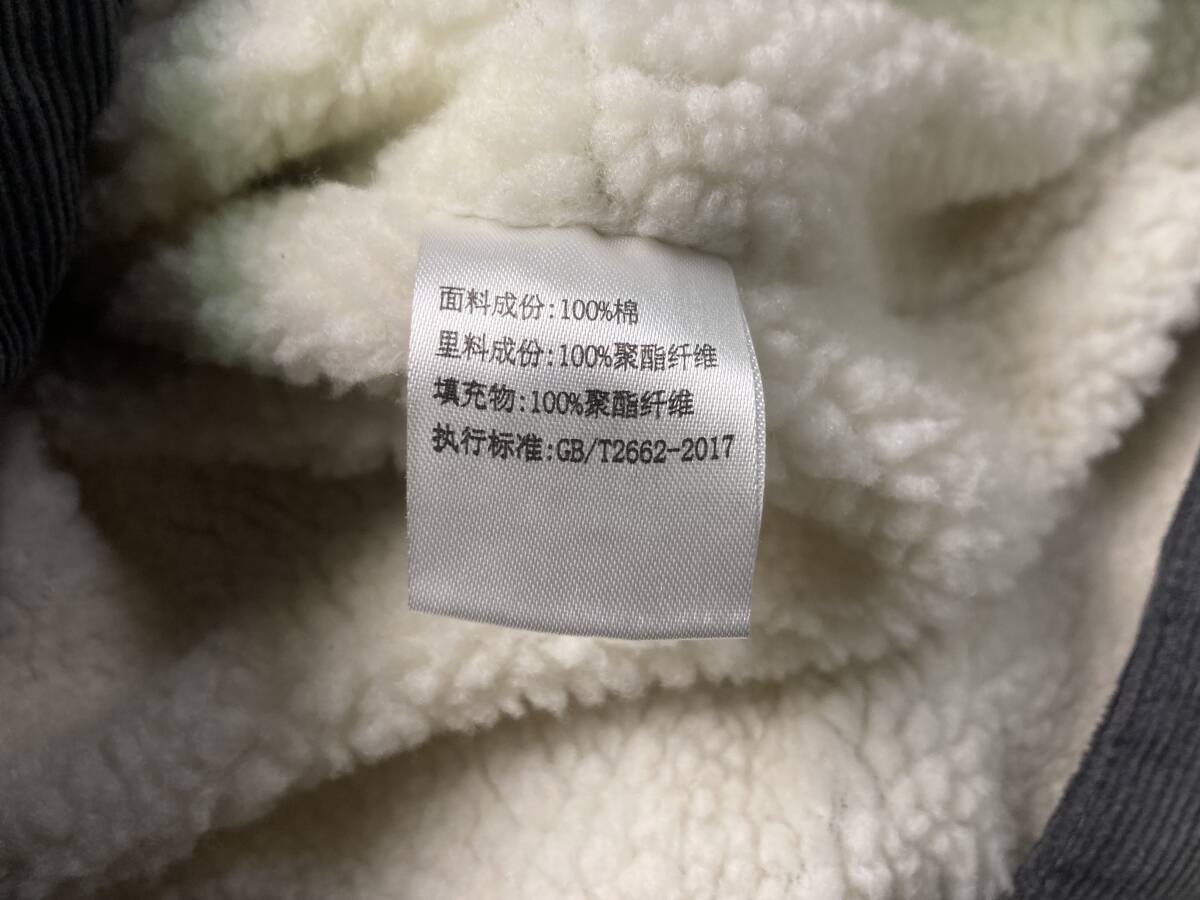 面料成份:100%棉
里料成份:100%聚酯纤维
填充物:100%聚酯纤维
执行标准:GB/T2662-2017